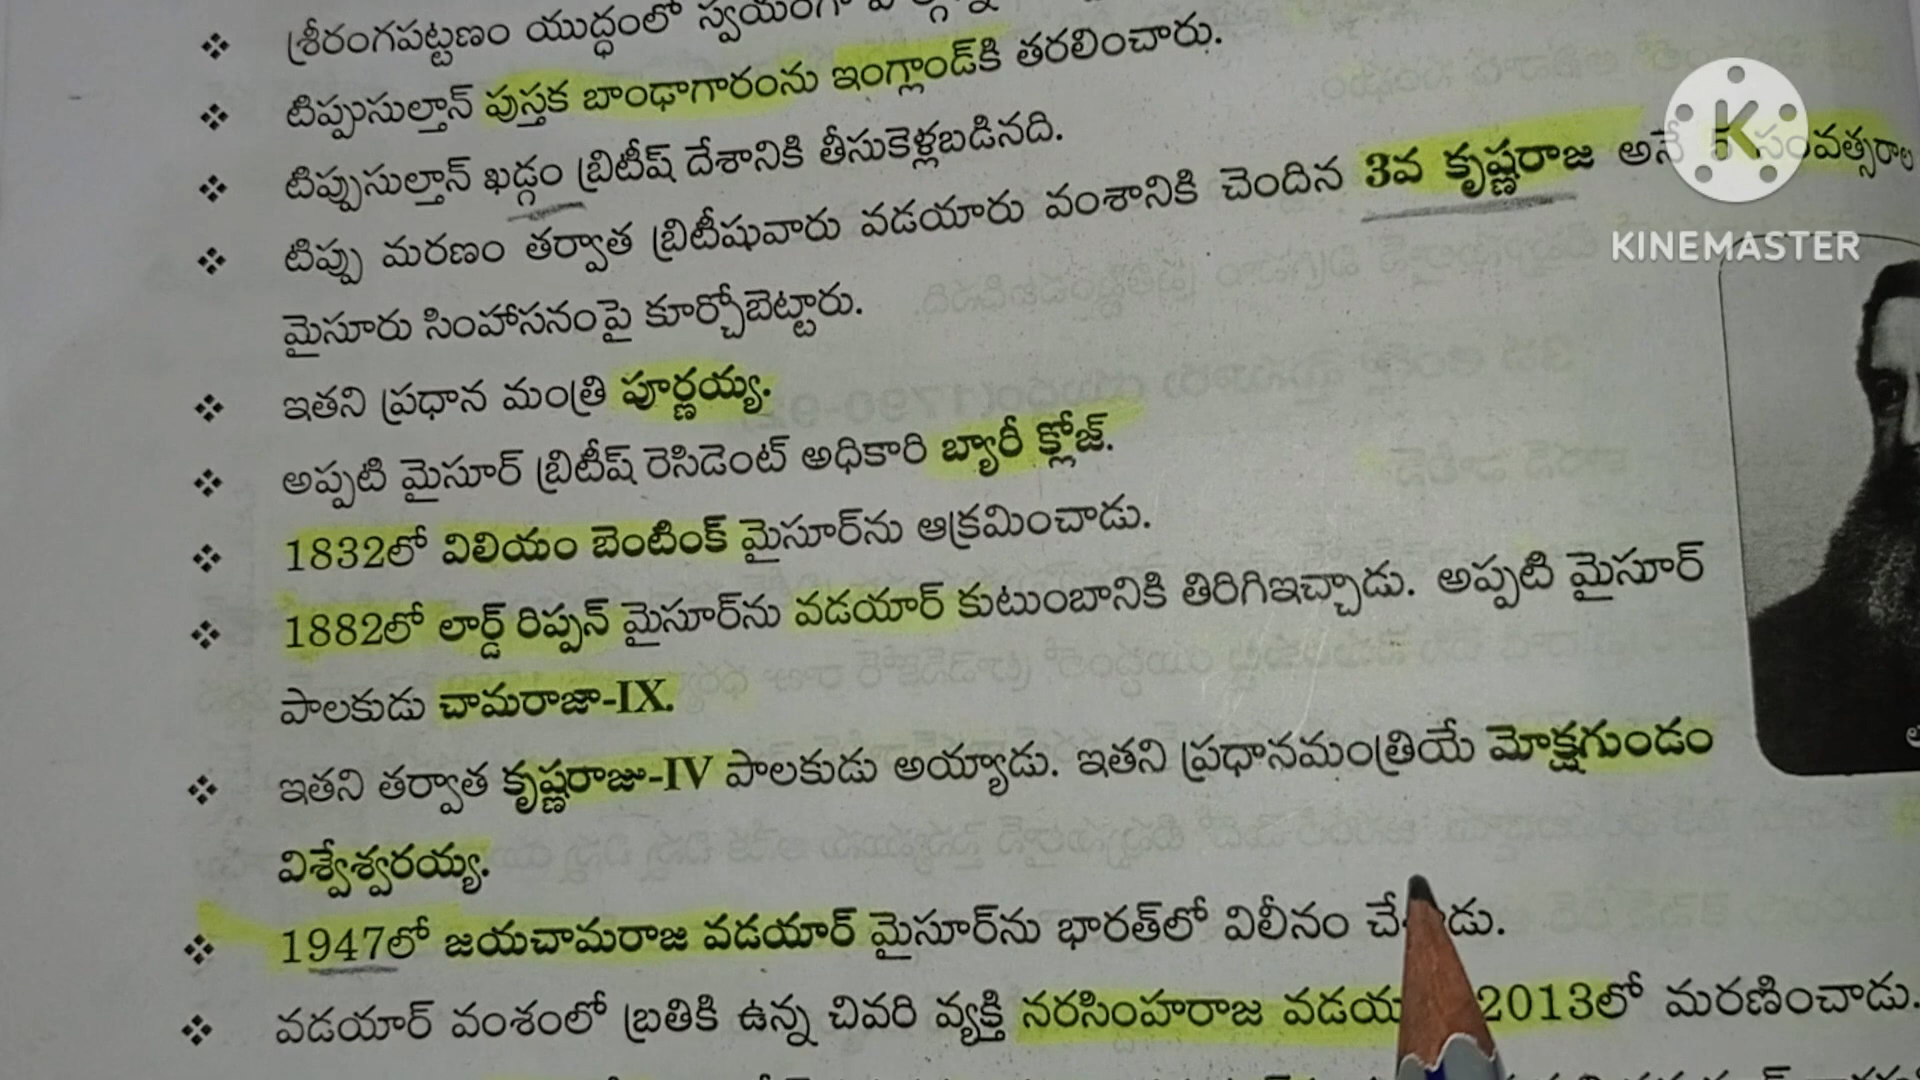 ❖ శ్రీరంగపట్టణం యుద్ధంలో స్వయంగా
❖ టిప్పుసుల్తాన్ పుస్తక బాండాగారంను ఇంగ్లాండ్‌కి తరలించారు.
❖ టిప్పుసుల్తాన్ ఖడ్గం బ్రిటీష్ దేశానికి తీసుకెళ్లబడినది.
❖ టిప్పు మరణం తర్వాత బ్రిటీషువారు వడయారు వంశానికి చెందిన 3వ కృష్ణరాజ అనే సంవత్సరాల
మైసూరు సింహాసనంపై కూర్చోబెట్టారు.
❖ ఇతని ప్రధాన మంత్రి పూర్ణయ్య.
❖ అప్పటి మైసూర్ బ్రిటీష్ రెసిడెంట్ అధికారి బ్యారీ క్లోజ్.
❖ 1832లో విలియం బెంటింక్ మైసూర్‌ను ఆక్రమించాడు.
❖ 1882లో లార్డ్ రిప్పన్ మైసూర్‌ను వడయార్ కుటుంబానికి తిరిగిఇచ్చాడు. అప్పటి మైసూర్
పాలకుడు చామరాజా-IX.
❖ ఇతని తర్వాత కృష్ణరాజు-IV పాలకుడు అయ్యాడు. ఇతని ప్రధానమంత్రియే మోక్షగుండం
విశ్వేశ్వరయ్య.
❖ 1947లో జయచామరాజ వడయార్ మైసూర్‌ను భారత్‌లో విలీనం
❖ వడయార్ వంశంలో బ్రతికి ఉన్న చివరి వ్యక్తి నరసింహరాజ 2013లో మరణించాడు.
K
KINEMASTER